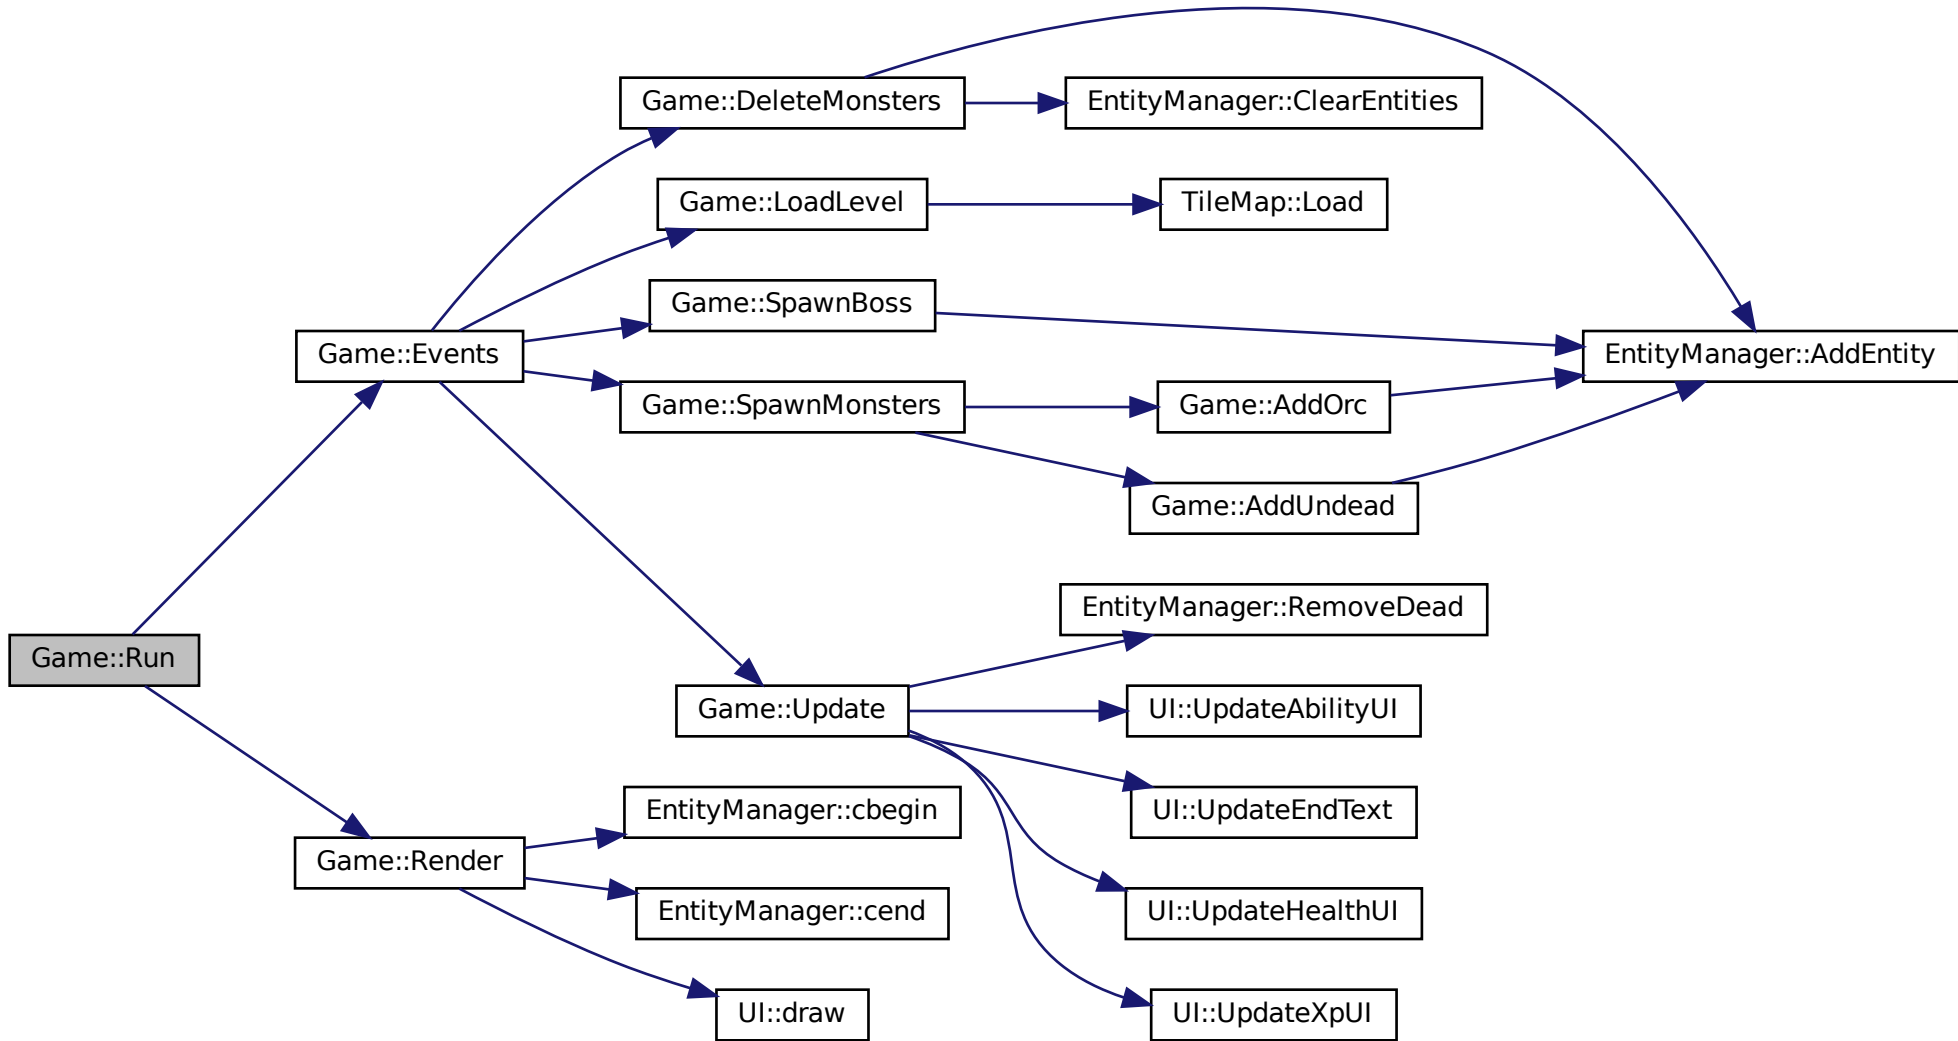 Game::DeleteMonsters
EntityManager::ClearEntities
Game::LoadLevel
TileMap::Load
Game::SpawnBoss
Game::Events
EntityManager::AddEntity
Game::SpawnMonsters
Game::AddOrc
Game::AddUndead
EntityManager::RemoveDead
Game::Run
Game::Update
UI::UpdateAbilityUI
EntityManager::cbegin
UI::UpdateEndText
Game::Render
EntityManager::cend
UI::UpdateHealthUI
UI::draw
UI::UpdateXpUI